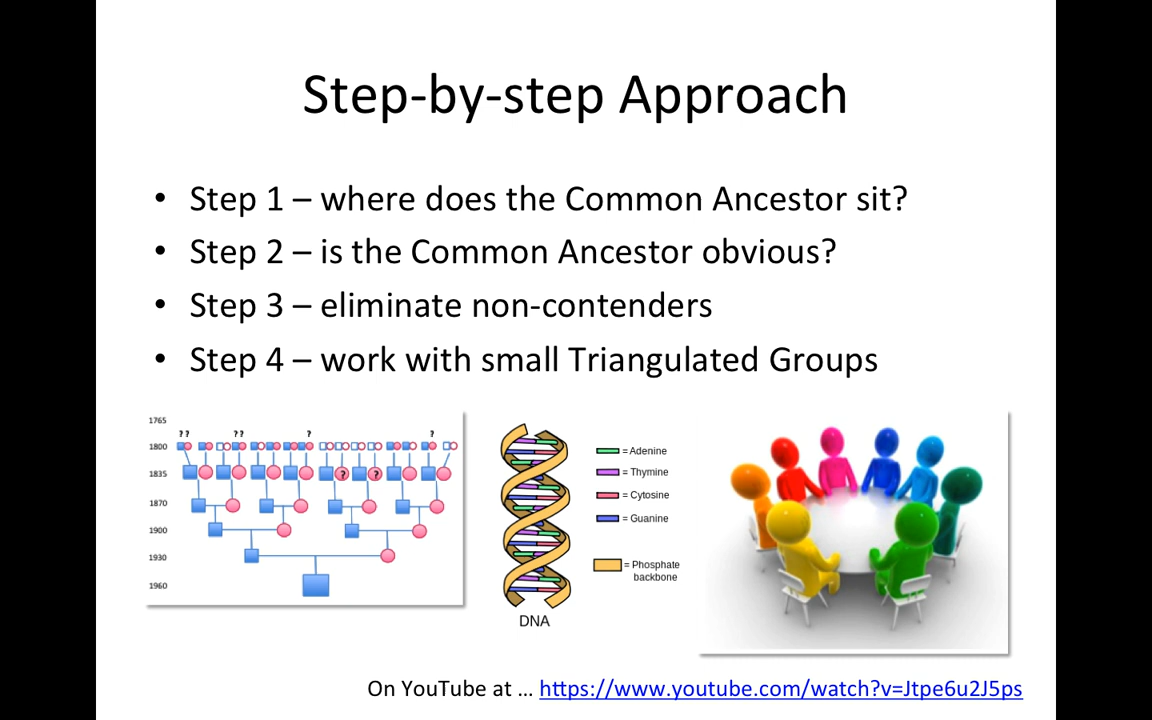 Step-by-step Approach
• Step 1 – where does the Common Ancestor sit?
• Step 2 – is the Common Ancestor obvious?
• Step 3 – eliminate non-contenders
• Step 4 – work with small Triangulated Groups
1765
? ? ? ? ? ?
1800
1835
? ?
1870
1900
1930
1960
= Adenine
= Thymine
= Cytosine
= Guanine
= Phosphate
backbone
DNA
On YouTube at ... https://www.youtube.com/watch?v=Jtpe6u2J5ps